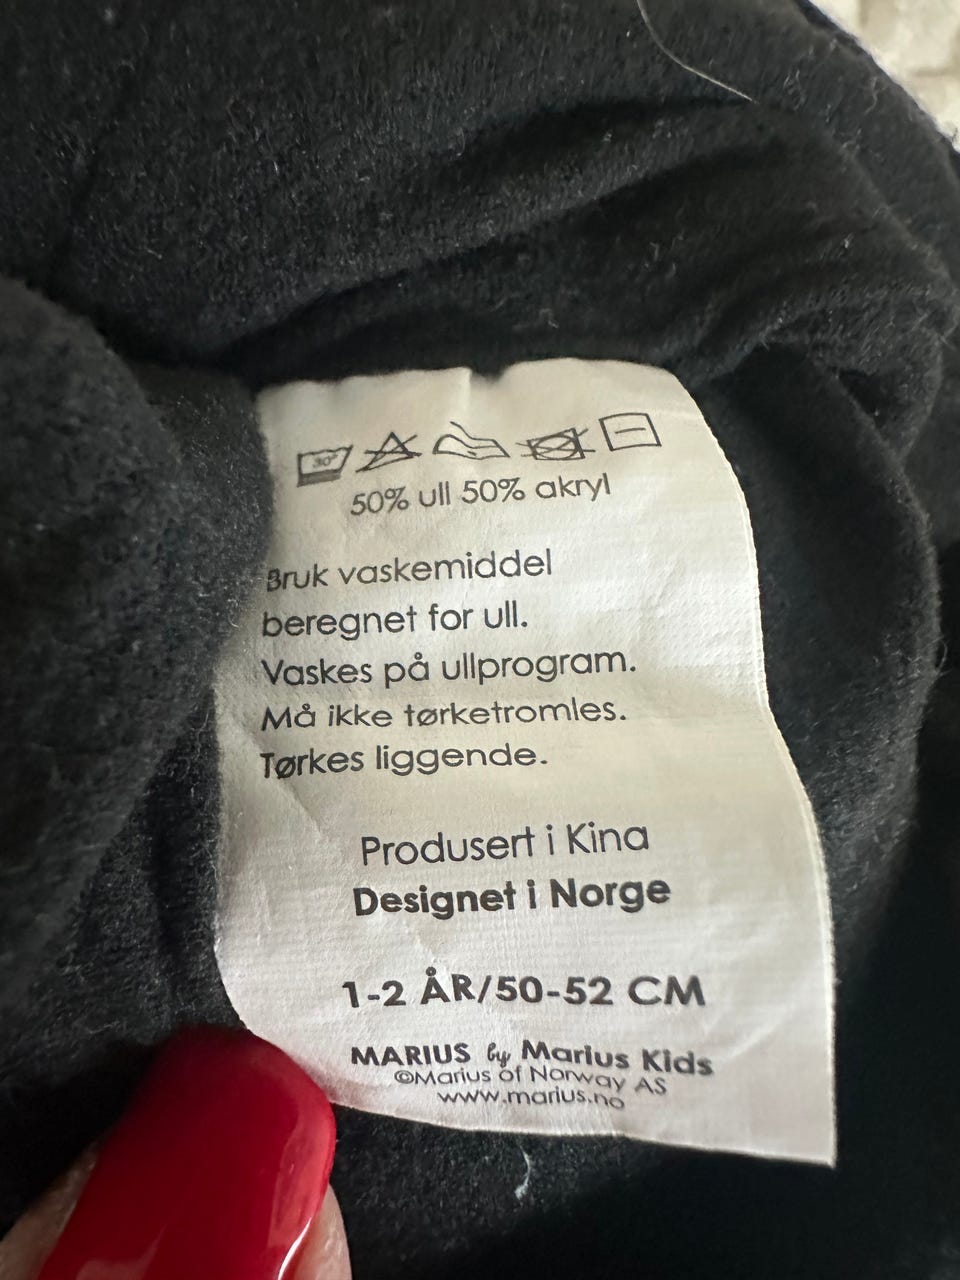 30°
50% ull 50% akryl
Bruk vaskemiddel
beregnet for ull.
Vaskes på ullprogram.
Må ikke tørketromles.
Tørkes liggende.
Produsert i Kina
Designet i Norge
1-2 ÅR/50-52 CM
MARIUS by Marius Kids
©Marius of Norway AS
www.marius.no